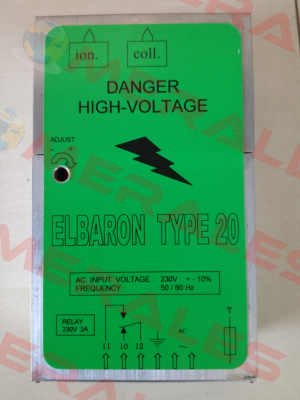 ion. coll.
DANGER
HIGH-VOLTAGE
ADJUST
- +
ELBARON TYPE 20
AC INPUT VOLTAGE : 230V + - 10%
FREQUENCY : 50 / 60 Hz
RELAY
230V 2A
11 10 12
AC
~
T
MERALES